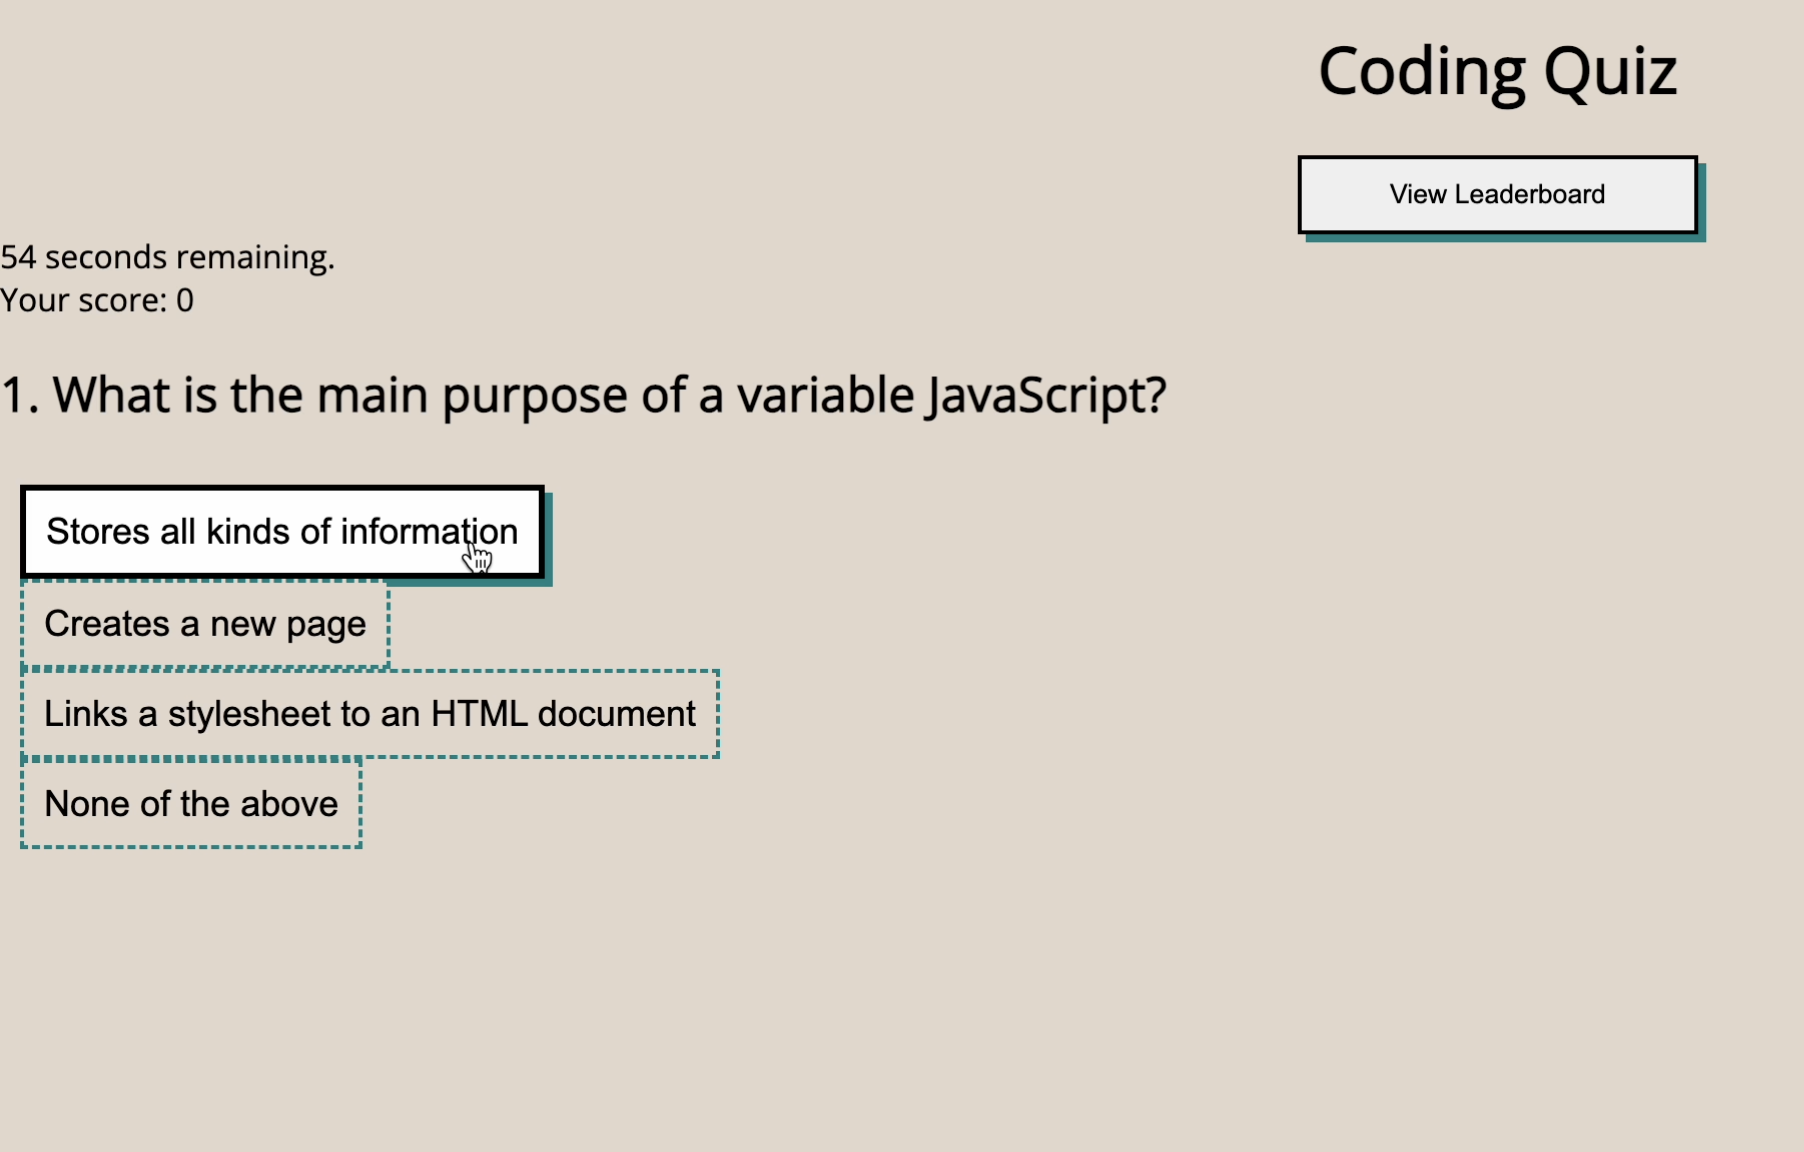 Coding Quiz
View Leaderboard
54 seconds remaining.
Your score: 0
1. What is the main purpose of a variable JavaScript?
Stores all kinds of information
Creates a new page
Links a stylesheet to an HTML document
None of the above